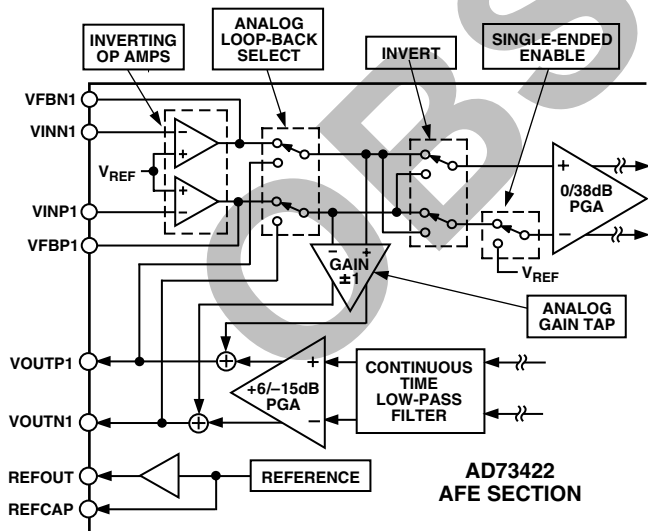 INVERTING
OP AMPS
ANALOG
LOOP-BACK
SELECT
INVERT
SINGLE-ENDED
ENABLE
VFBN1
VINN1
VREF
VINP1
VFBP1
–
+
+
–
+
0/38dB
PGA
–
VREF
– +
GAIN
±1
ANALOG
GAIN TAP
VOUTP1
+
+6/–15dB
PGA
+
–
CONTINUOUS
TIME
LOW-PASS
FILTER
VOUTN1
+
REFOUT
REFERENCE
REFCAP
AD73422
AFE SECTION
OBS